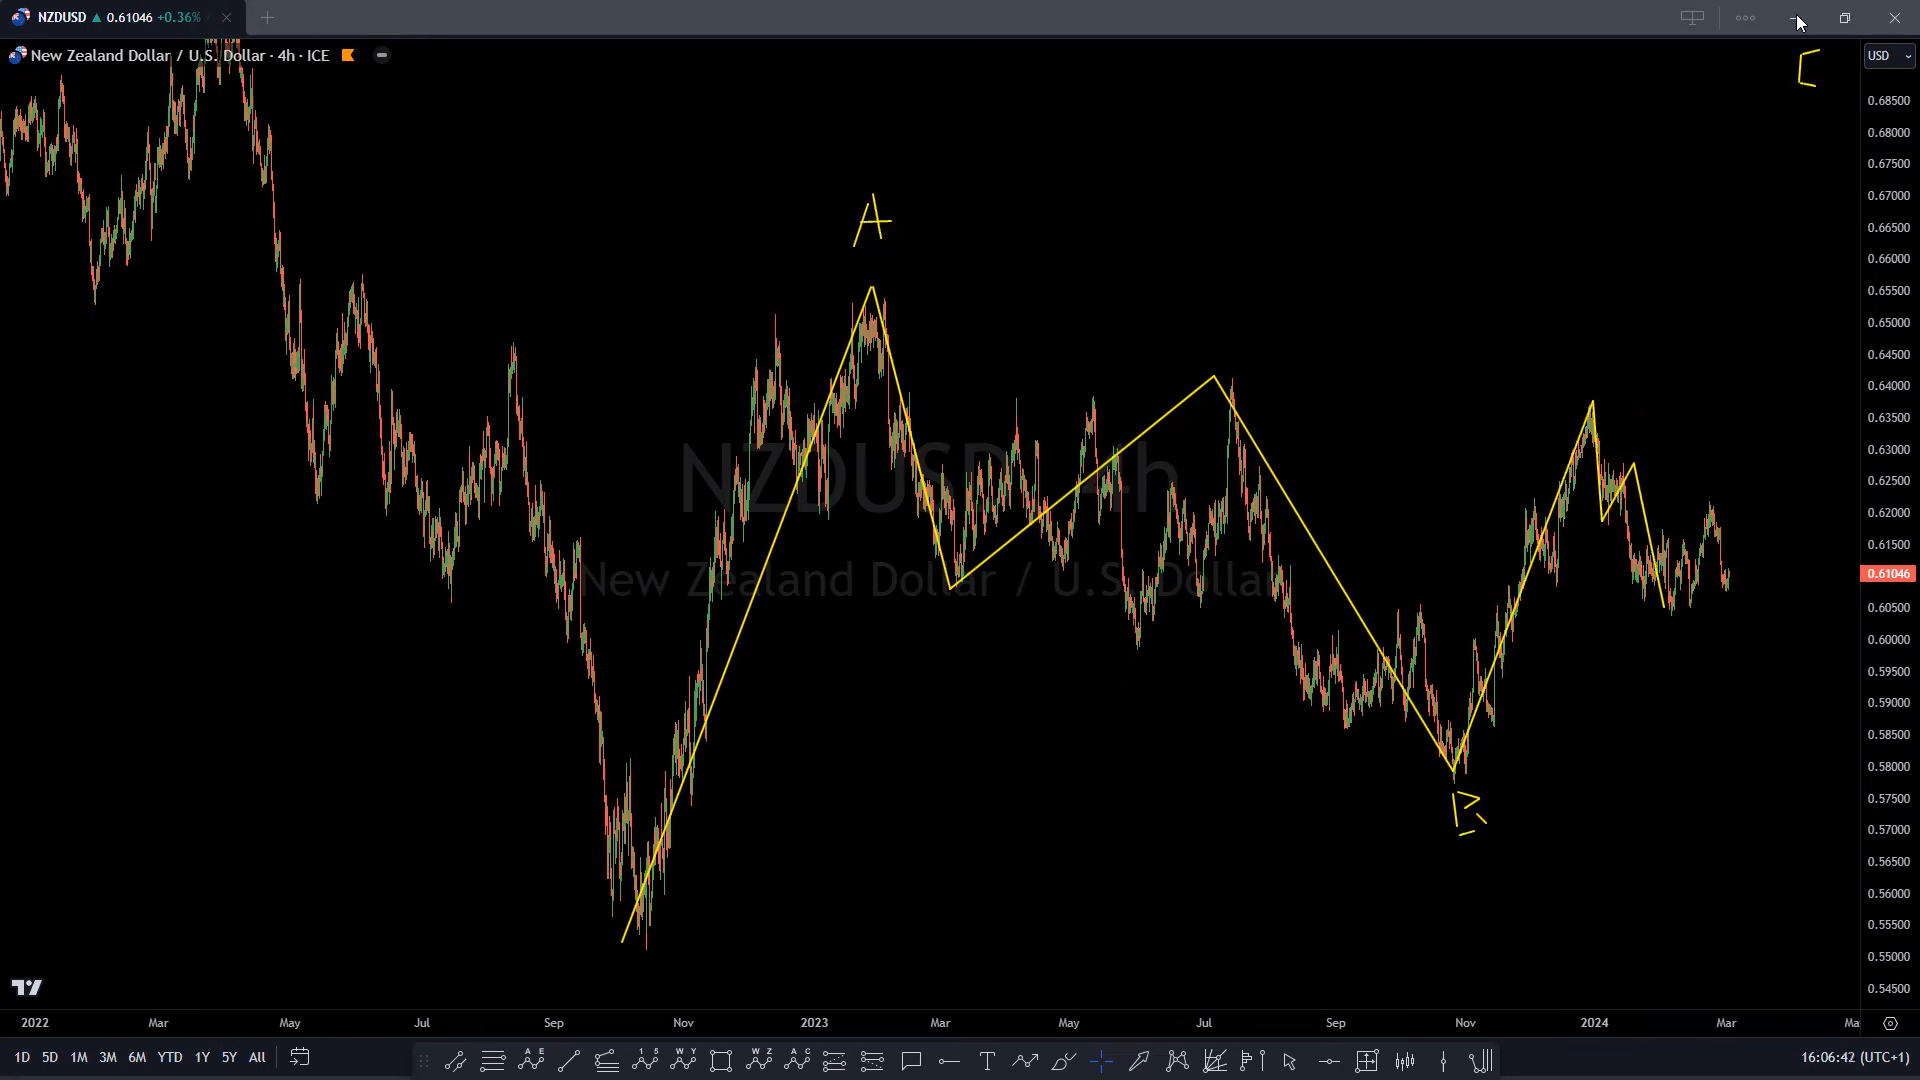 NZDUSD ▲ 0.61046 +0.36%
New Zealand Dollar / U.S. Dollar · 4h · ICE
USD
C
0.68500
0.68000
0.67500
0.67000
A
0.66500
0.66000
0.65500
0.65000
0.64500
0.64000
0.63500
0.63000
NZDUSD, 4h
0.62500
0.62000
0.61500
0.61046
New Zealand Dollar / U.S. Dollar
0.60500
0.60000
0.59500
0.59000
0.58500
0.58000
0.57500
B
0.57000
0.56500
0.56000
0.55500
0.55000
0.54500
2022 Mar May Jul Sep Nov 2023 Mar May Jul Sep Nov 2024 Mar Ma
1D 5D 1M 3M 6M YTD 1Y 5Y All 16:06:42 (UTC+1)